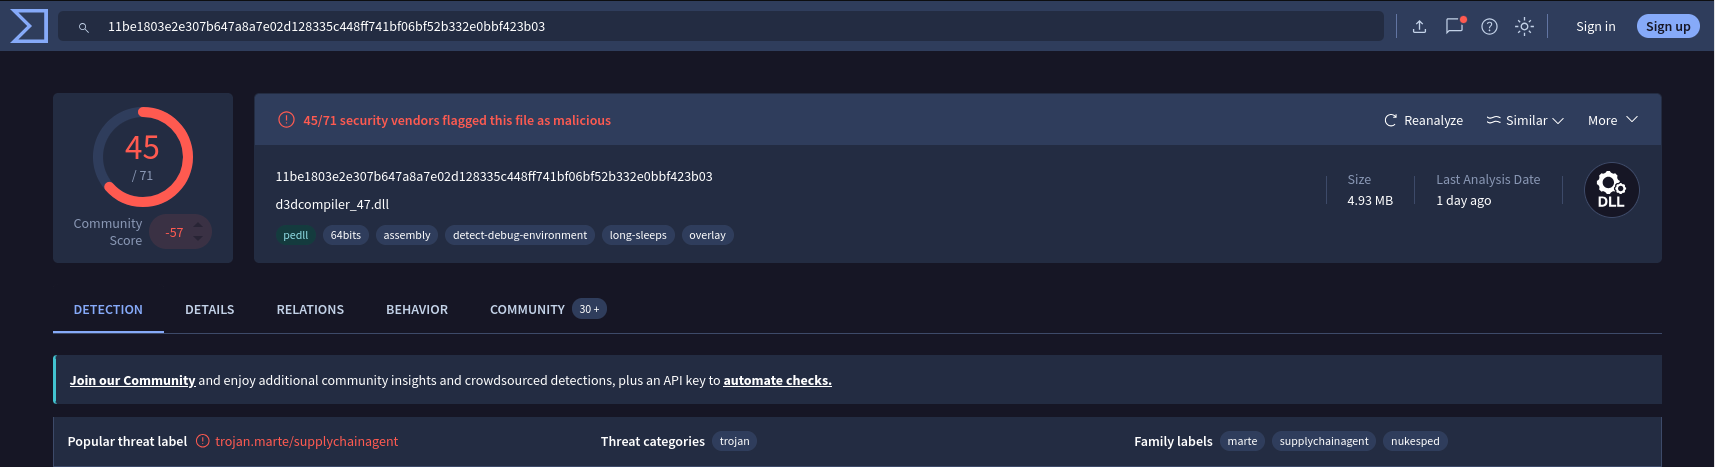 11be1803e2e307b647a8a7e02d128335c448ff741bf06bf52b332e0bbf423b03
Sign in
Sign up
45
/ 71
Community Score
-57
45/71 security vendors flagged this file as malicious
Reanalyze
Similar
More
11be1803e2e307b647a8a7e02d128335c448ff741bf06bf52b332e0bbf423b03
d3dcompiler_47.dll
pedll 64bits assembly detect-debug-environment long-sleeps overlay
Size
4.93 MB
Last Analysis Date
1 day ago
DLL
DETECTION DETAILS RELATIONS BEHAVIOR COMMUNITY 30 +
Join our Community and enjoy additional community insights and crowdsourced detections, plus an API key to automate checks.
Popular threat label trojan.marte/supplychainagent Threat categories trojan Family labels marte supplychainagent nukesped